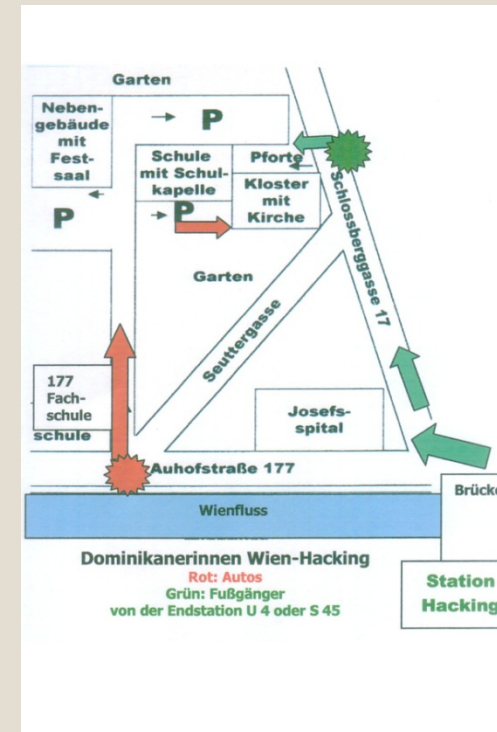 Garten
Neben-
gebäude
mit
Fest-
saal
P
Schule
mit Schul-
kapelle
Pforte
Kloster
mit
Kirche
P
P
Schlossberggasse 17
Garten
Seuttergasse
177
Fach-
schule
schule
Josefs-
spital
Auhofstraße 177
Brücke
Wienfluss
Dominikanerinnen Wien-Hacking
Rot: Autos
Grün: Fußgänger
von der Endstation U 4 oder S 45
Station
Hacking